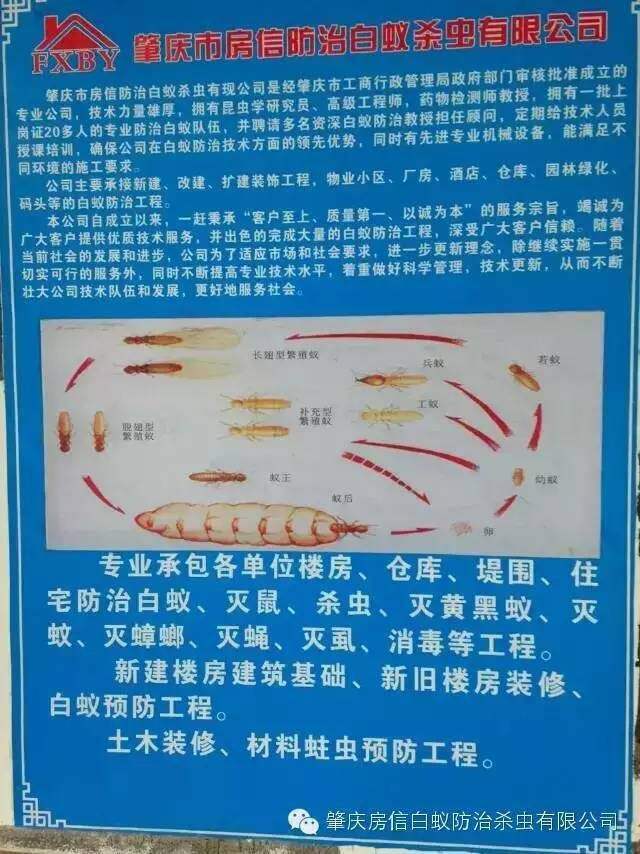 肇庆市房信防治白蚁杀虫有限公司
FXBY
肇庆市房信防治白蚁杀虫有现公司是经肇庆市工商行政管理局政府部门审核批准成立的
专业公司，技术力量雄厚，拥有昆虫学研究员、高级工程师，药物检测师教授，拥有一批上
岗证20多人的专业防治白蚁队伍，并聘请多名资深白蚁防治教授担任顾问，定期给技术人员
授课培训，确保公司在白蚁防治技术方面的领先优势，同时有先进专业机械设备，能满足不
同环境的施工要求。
公司主要承接新建、改建、扩建装饰工程，物业小区、厂房、酒店、仓库、园林绿化、
码头等的白蚁防治工程。
本公司自成立以来，一赶秉承“客户至上、质量第一、以诚为本”的服务宗旨，竭诚为
广大客户提供优质技术服务，并出色的完成大量的白蚁防治工程，深受广大客户信赖。随着
当前社会的发展和进步，公司为了适应市场和社会要求，进一步更新理念，除继续实施一贯
切实可行的服务外，同时不断提高专业技术水平，着重做好科学管理，技术更新，从而不断
壮大公司技术队伍和发展，更好地服务社会。
长翅型繁殖蚁
兵蚁
若蚁
工蚁
补充型
繁殖蚁
脱翅型
繁殖蚁
蚁王
幼蚁
蚁后
卵
专业承包各单位楼房、仓库、堤围、住
宅防治白蚁、灭鼠、杀虫、灭黄黑蚁、灭
蚊、灭蟑螂、灭蝇、灭虱、消毒等工程。
新建楼房建筑基础、新旧楼房装修、
白蚁预防工程。
土木装修、材料蛀虫预防工程。
肇庆房信白蚁防治杀虫有限公司